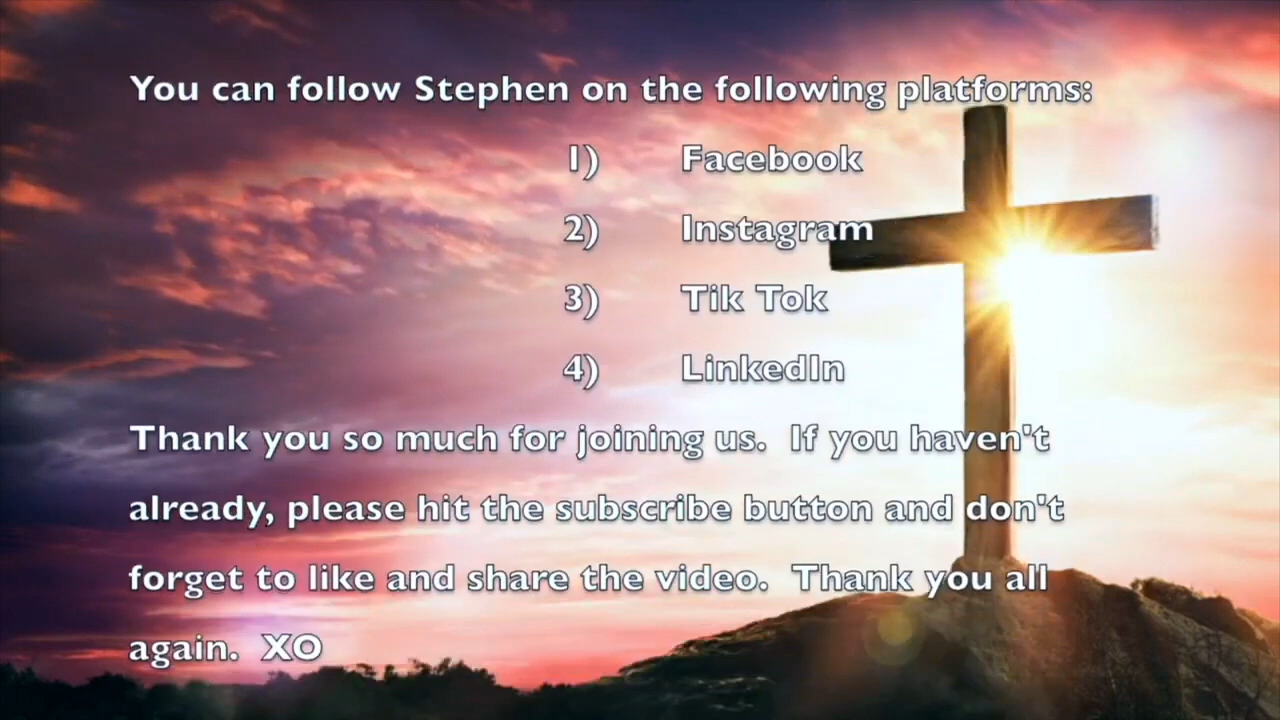 You can follow Stephen on the following platforms:
1) Facebook
2) Instagram
3) Tik Tok
4) LinkedIn
Thank you so much for joining us. If you haven't
already, please hit the subscribe button and don't
forget to like and share the video. Thank you all
again. XO